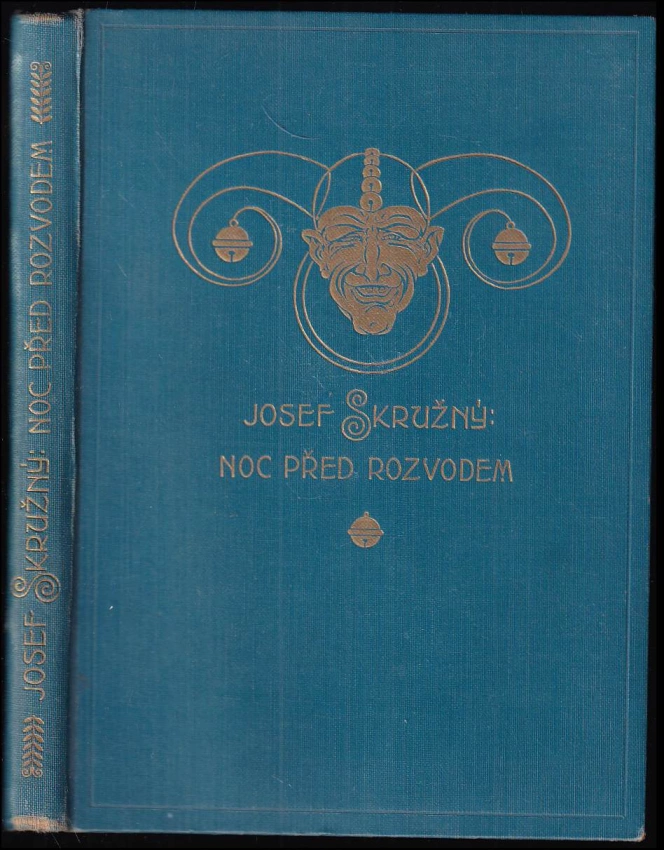 JOSEF SKRUŽNÝ: NOC PŘED ROZVODEM
JOSEF SKRUŽNÝ:
NOC PŘED ROZVODEM